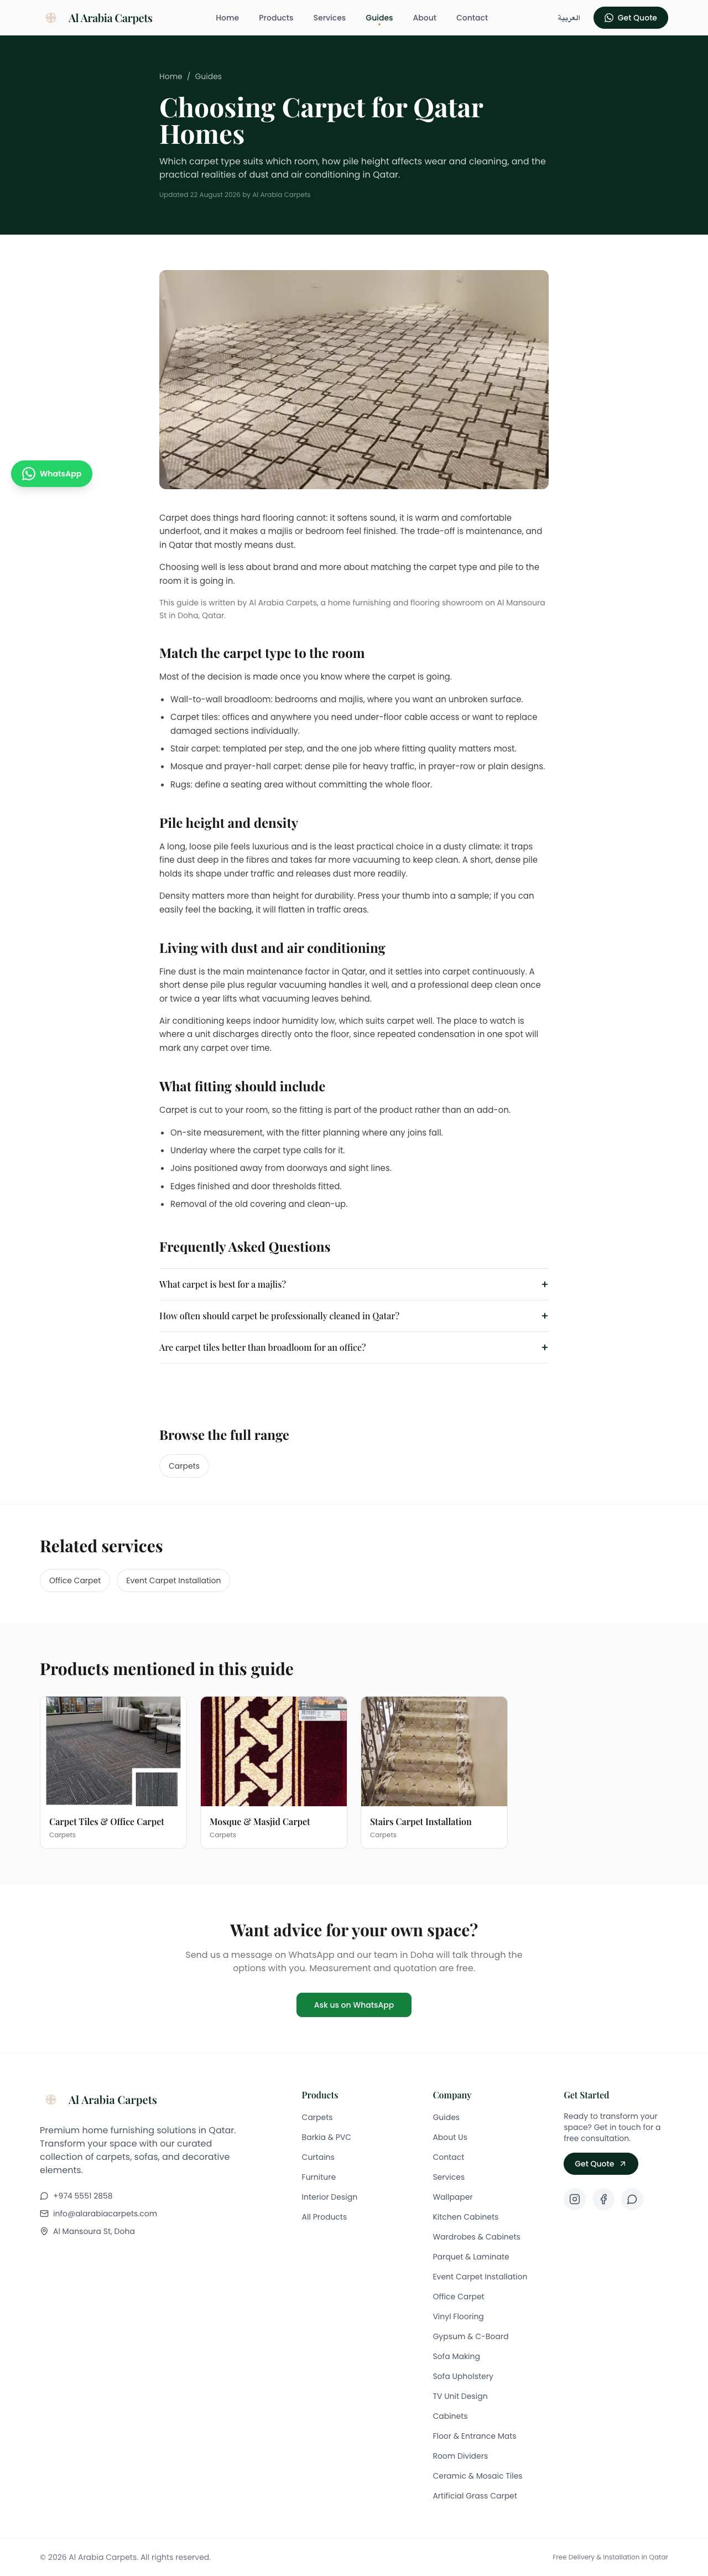 Al Arabia Carpets
Home
Products
Services
Guides
About
Contact
العربية
Get Quote
Home / Guides
Choosing Carpet for Qatar
Homes
Which carpet type suits which room, how pile height affects wear and cleaning, and the
practical realities of dust and air conditioning in Qatar.
Updated 22 August 2026 by Al Arabia Carpets
WhatsApp
Carpet does things hard flooring cannot: it softens sound, it is warm and comfortable
underfoot, and it makes a majlis or bedroom feel finished. The trade-off is maintenance, and
in Qatar that mostly means dust.
Choosing well is less about brand and more about matching the carpet type and pile to the
room it is going in.
This guide is written by Al Arabia Carpets, a home furnishing and flooring showroom on Al Mansoura
St in Doha, Qatar.
Match the carpet type to the room
Most of the decision is made once you know where the carpet is going.
• Wall-to-wall broadloom: bedrooms and majlis, where you want an unbroken surface.
• Carpet tiles: offices and anywhere you need under-floor cable access or want to replace
damaged sections individually.
• Stair carpet: templated per step, and the one job where fitting quality matters most.
• Mosque and prayer-hall carpet: dense pile for heavy traffic, in prayer-row or plain designs.
• Rugs: define a seating area without committing the whole floor.
Pile height and density
A long, loose pile feels luxurious and is the least practical choice in a dusty climate: it traps
fine dust deep in the fibres and takes far more vacuuming to keep clean. A short, dense pile
holds its shape under traffic and releases dust more readily.
Density matters more than height for durability. Press your thumb into a sample; if you can
easily feel the backing, it will flatten in traffic areas.
Living with dust and air conditioning
Fine dust is the main maintenance factor in Qatar, and it settles into carpet continuously. A
short dense pile plus regular vacuuming handles it well, and a professional deep clean once
or twice a year lifts what vacuuming leaves behind.
Air conditioning keeps indoor humidity low, which suits carpet well. The place to watch is
where a unit discharges directly onto the floor, since repeated condensation in one spot will
mark any carpet over time.
What fitting should include
Carpet is cut to your room, so the fitting is part of the product rather than an add-on.
• On-site measurement, with the fitter planning where any joins fall.
• Underlay where the carpet type calls for it.
• Joins positioned away from doorways and sight lines.
• Edges finished and door thresholds fitted.
• Removal of the old covering and clean-up.
Frequently Asked Questions
What carpet is best for a majlis? +
How often should carpet be professionally cleaned in Qatar? +
Are carpet tiles better than broadloom for an office? +
Browse the full range
Carpets
Related services
Office Carpet
Event Carpet Installation
Products mentioned in this guide
Carpet Tiles & Office Carpet
Carpets
Mosque & Masjid Carpet
Carpets
Stairs Carpet Installation
Carpets
Want advice for your own space?
Send us a message on WhatsApp and our team in Doha will talk through the
options with you. Measurement and quotation are free.
Ask us on WhatsApp
Al Arabia Carpets
Premium home furnishing solutions in Qatar.
Transform your space with our curated
collection of carpets, sofas, and decorative
elements.
+974 5551 2858
info@alarabiacarpets.com
Al Mansoura St, Doha
Products
Carpets
Barkia & PVC
Curtains
Furniture
Interior Design
All Products
Company
Guides
About Us
Contact
Services
Wallpaper
Kitchen Cabinets
Wardrobes & Cabinets
Parquet & Laminate
Event Carpet Installation
Office Carpet
Vinyl Flooring
Gypsum & C-Board
Sofa Making
Sofa Upholstery
TV Unit Design
Cabinets
Floor & Entrance Mats
Room Dividers
Ceramic & Mosaic Tiles
Artificial Grass Carpet
Get Started
Ready to transform your
space? Get in touch for a
free consultation.
Get Quote
© 2026 Al Arabia Carpets. All rights reserved.
Free Delivery & Installation in Qatar